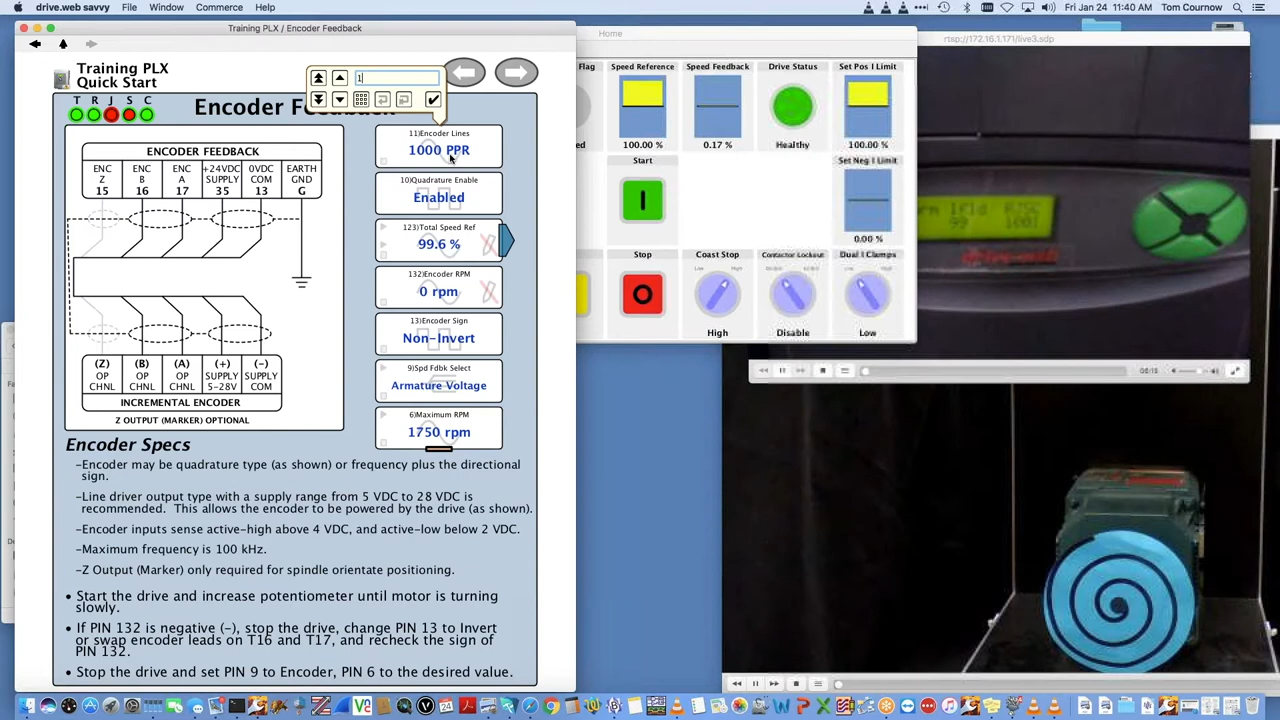 drive.web savvy File Window Commerce Help
Fri Jan 24 11:40 AM Tom Cournow
Training PLX / Encoder Feedback
Home
rtsp://172.16.1.171/live3.sdp
Training PLX
Quick Start
1
T R J S C
Encoder Fe
ENCODER FEEDBACK
ENC Z 15
ENC B 16
ENC A 17
+24VDC SUPPLY 35
0VDC COM 13
EARTH GND G
(Z) OP CHNL
(B) OP CHNL
(A) OP CHNL
(+) SUPPLY 5-28V
(-) SUPPLY COM
INCREMENTAL ENCODER
Z OUTPUT (MARKER) OPTIONAL
11)Encoder Lines
1000 PPR
10)Quadrature Enable
Enabled
123)Total Speed Ref
99.6 %
132)Encoder RPM
0 rpm
13)Encoder Sign
Non-Invert
9)Spd Fdbk Select
Armature Voltage
6)Maximum RPM
1750 rpm
Encoder Specs
-Encoder may be quadrature type (as shown) or frequency plus the directional
sign.
-Line driver output type with a supply range from 5 VDC to 28 VDC is
recommended. This allows the encoder to be powered by the drive (as shown).
-Encoder inputs sense active-high above 4 VDC, and active-low below 2 VDC.
-Maximum frequency is 100 kHz.
-Z Output (Marker) only required for spindle orientate positioning.
• Start the drive and increase potentiometer until motor is turning
slowly.
• If PIN 132 is negative (-), stop the drive, change PIN 13 to Invert
or swap encoder leads on T16 and T17, and recheck the sign of
PIN 132.
• Stop the drive and set PIN 9 to Encoder, PIN 6 to the desired value.
Flag Speed Reference Speed Feedback Drive Status Set Pos I Limit
ed 100.00 % 0.17 % Healthy 100.00 %
Start Set Neg I Limit
0.00 %
Stop Coast Stop Contactor Lockout Dual I Clamps
Low High
High Disable Low
drive-web